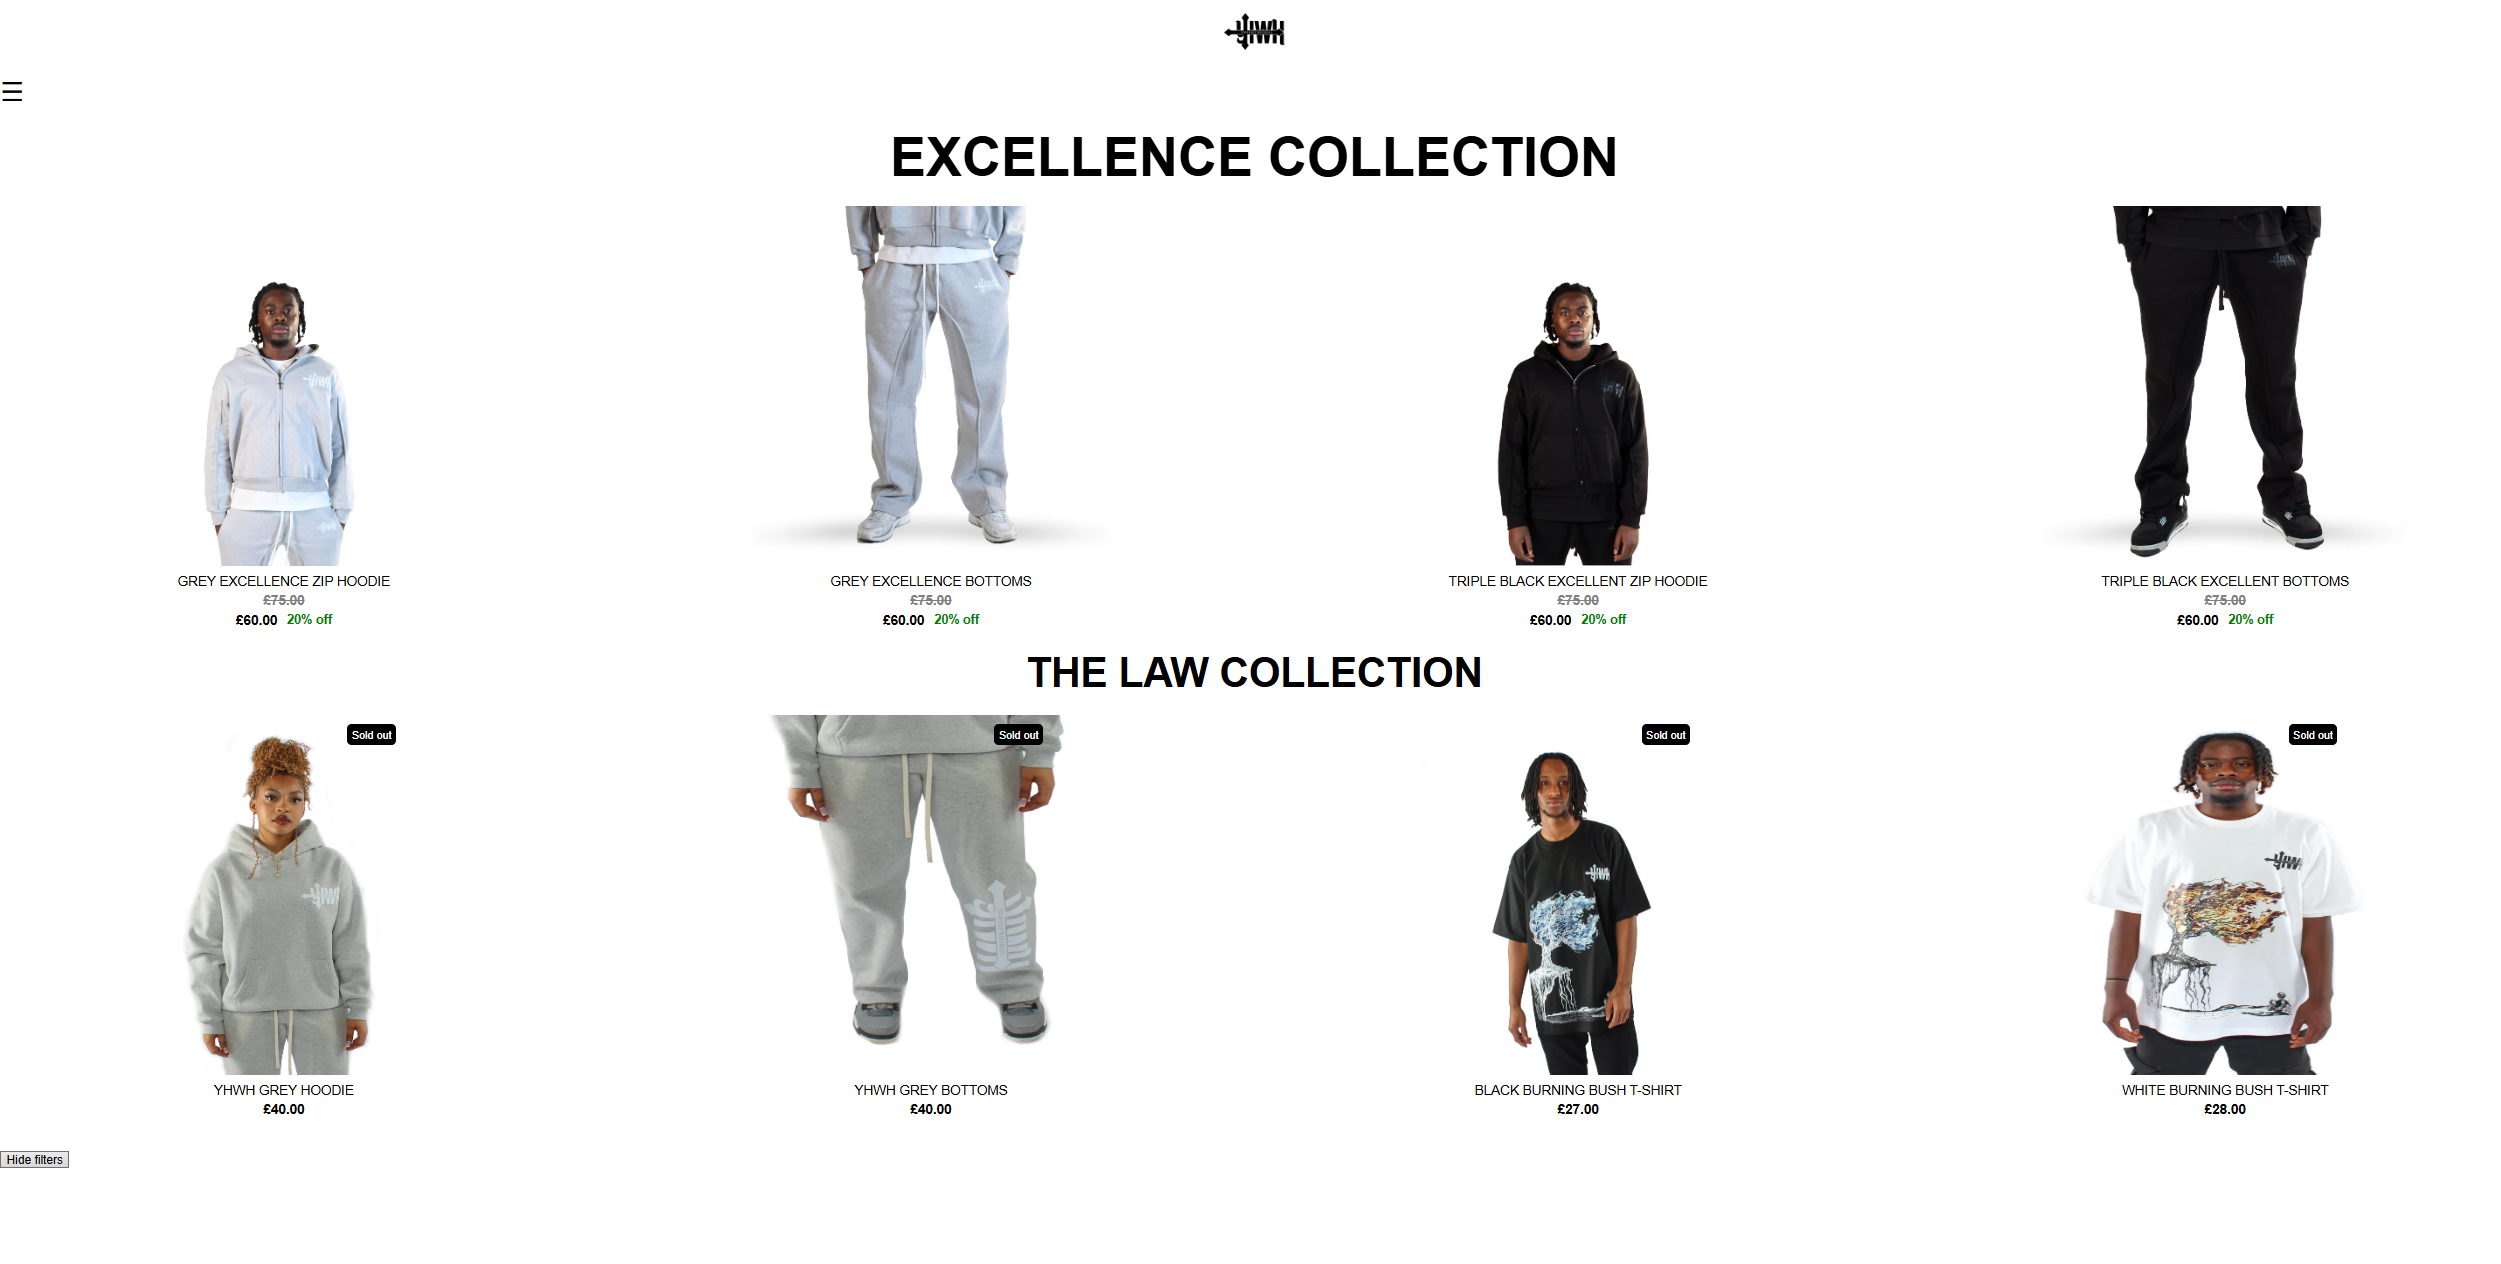 YHWH
EXCELLENCE COLLECTION
GREY EXCELLENCE ZIP HOODIE
£75.00
£60.00 20% off
GREY EXCELLENCE BOTTOMS
£75.00
£60.00 20% off
TRIPLE BLACK EXCELLENT ZIP HOODIE
£75.00
£60.00 20% off
TRIPLE BLACK EXCELLENT BOTTOMS
£75.00
£60.00 20% off
THE LAW COLLECTION
Sold out
YHWH GREY HOODIE
£40.00
Sold out
YHWH GREY BOTTOMS
£40.00
Sold out
BLACK BURNING BUSH T-SHIRT
£27.00
Sold out
WHITE BURNING BUSH T-SHIRT
£28.00
Hide filters